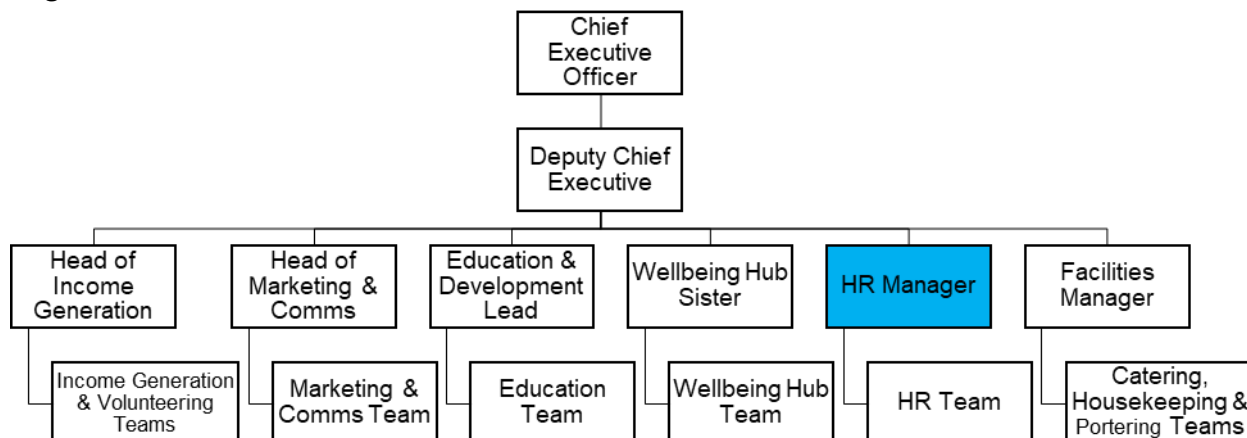 Chief
Executive
Officer
Deputy Chief
Executive
Head of
Income
Generation
Head of
Marketing &
Comms
Education &
Development
Lead
Wellbeing Hub
Sister
HR Manager
Facilities
Manager
Income Generation
& Volunteering
Teams
Marketing &
Comms Team
Education
Team
Wellbeing Hub
Team
HR Team
Catering,
Housekeeping &
Portering Teams